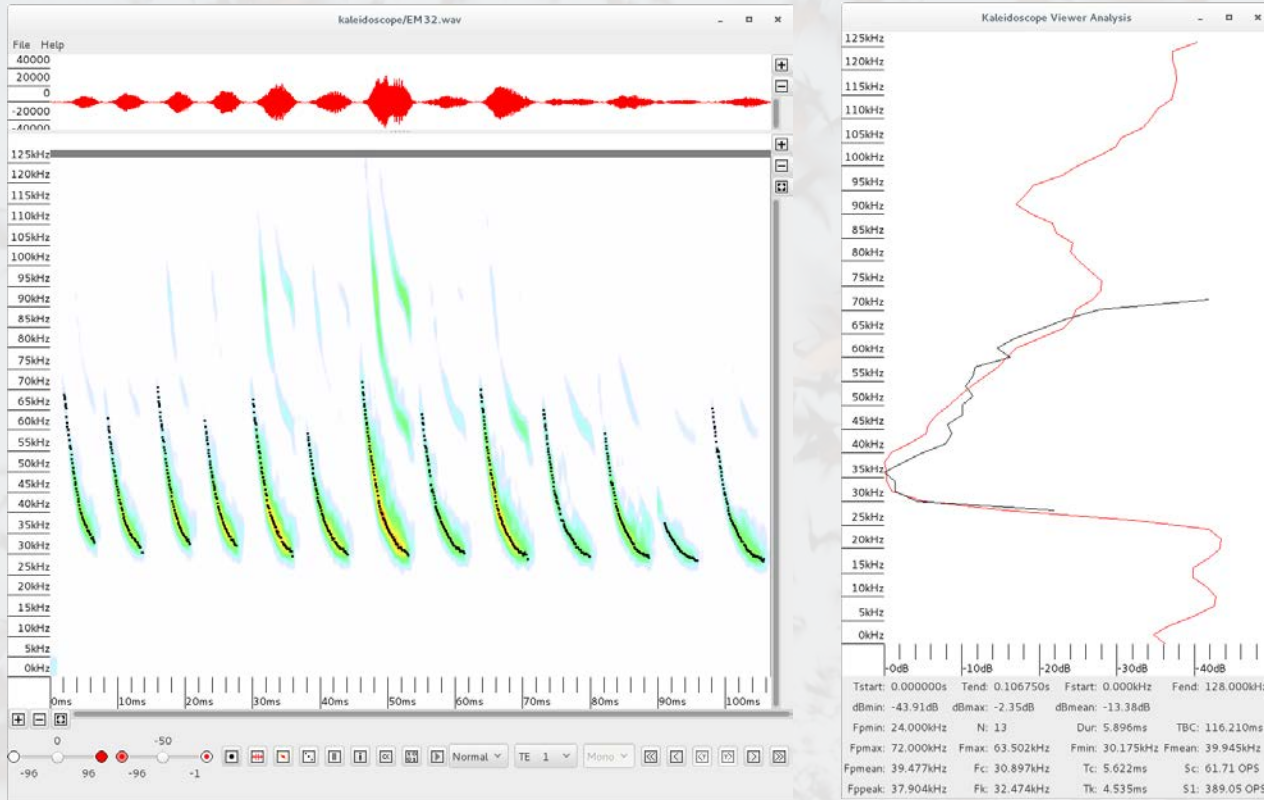 kaleidoscope/EM32.wav
File Help
40000
20000
0
-20000
-40000
125kHz
120kHz
115kHz
110kHz
105kHz
100kHz
95kHz
90kHz
85kHz
80kHz
75kHz
70kHz
65kHz
60kHz
55kHz
50kHz
45kHz
40kHz
35kHz
30kHz
25kHz
20kHz
15kHz
10kHz
5kHz
0kHz
0ms 10ms 20ms 30ms 40ms 50ms 60ms 70ms 80ms 90ms 100ms
0 -50
-96 96 -96 -1
Normal TE 1 Mono
Kaleidoscope Viewer Analysis
125kHz
120kHz
115kHz
110kHz
105kHz
100kHz
95kHz
90kHz
85kHz
80kHz
75kHz
70kHz
65kHz
60kHz
55kHz
50kHz
45kHz
40kHz
35kHz
30kHz
25kHz
20kHz
15kHz
10kHz
5kHz
0kHz
-0dB -10dB -20dB -30dB -40dB
Tstart: 0.000000s Tend: 0.106750s Fstart: 0.000kHz Fend: 128.000kHz
dBmin: -43.91dB dBmax: -2.35dB dBmean: -13.38dB
Fpmin: 24.000kHz N: 13 Dur: 5.896ms TBC: 116.210ms
Fpmax: 72.000kHz Fmax: 63.502kHz Fmin: 30.175kHz Fmean: 39.945kHz
Fpmean: 39.477kHz Fc: 30.897kHz Tc: 5.622ms Sc: 61.71 OPS
Fppeak: 37.904kHz Fk: 32.474kHz Tk: 4.535ms S1: 389.05 OPS